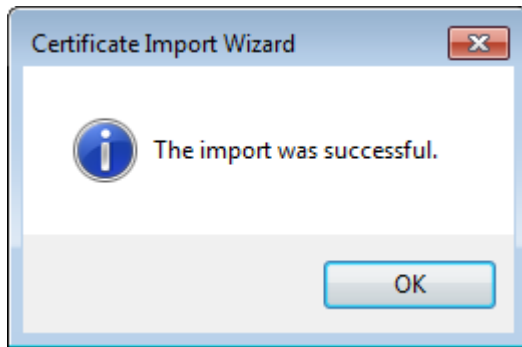 Certificate Import Wizard
The import was successful.
OK